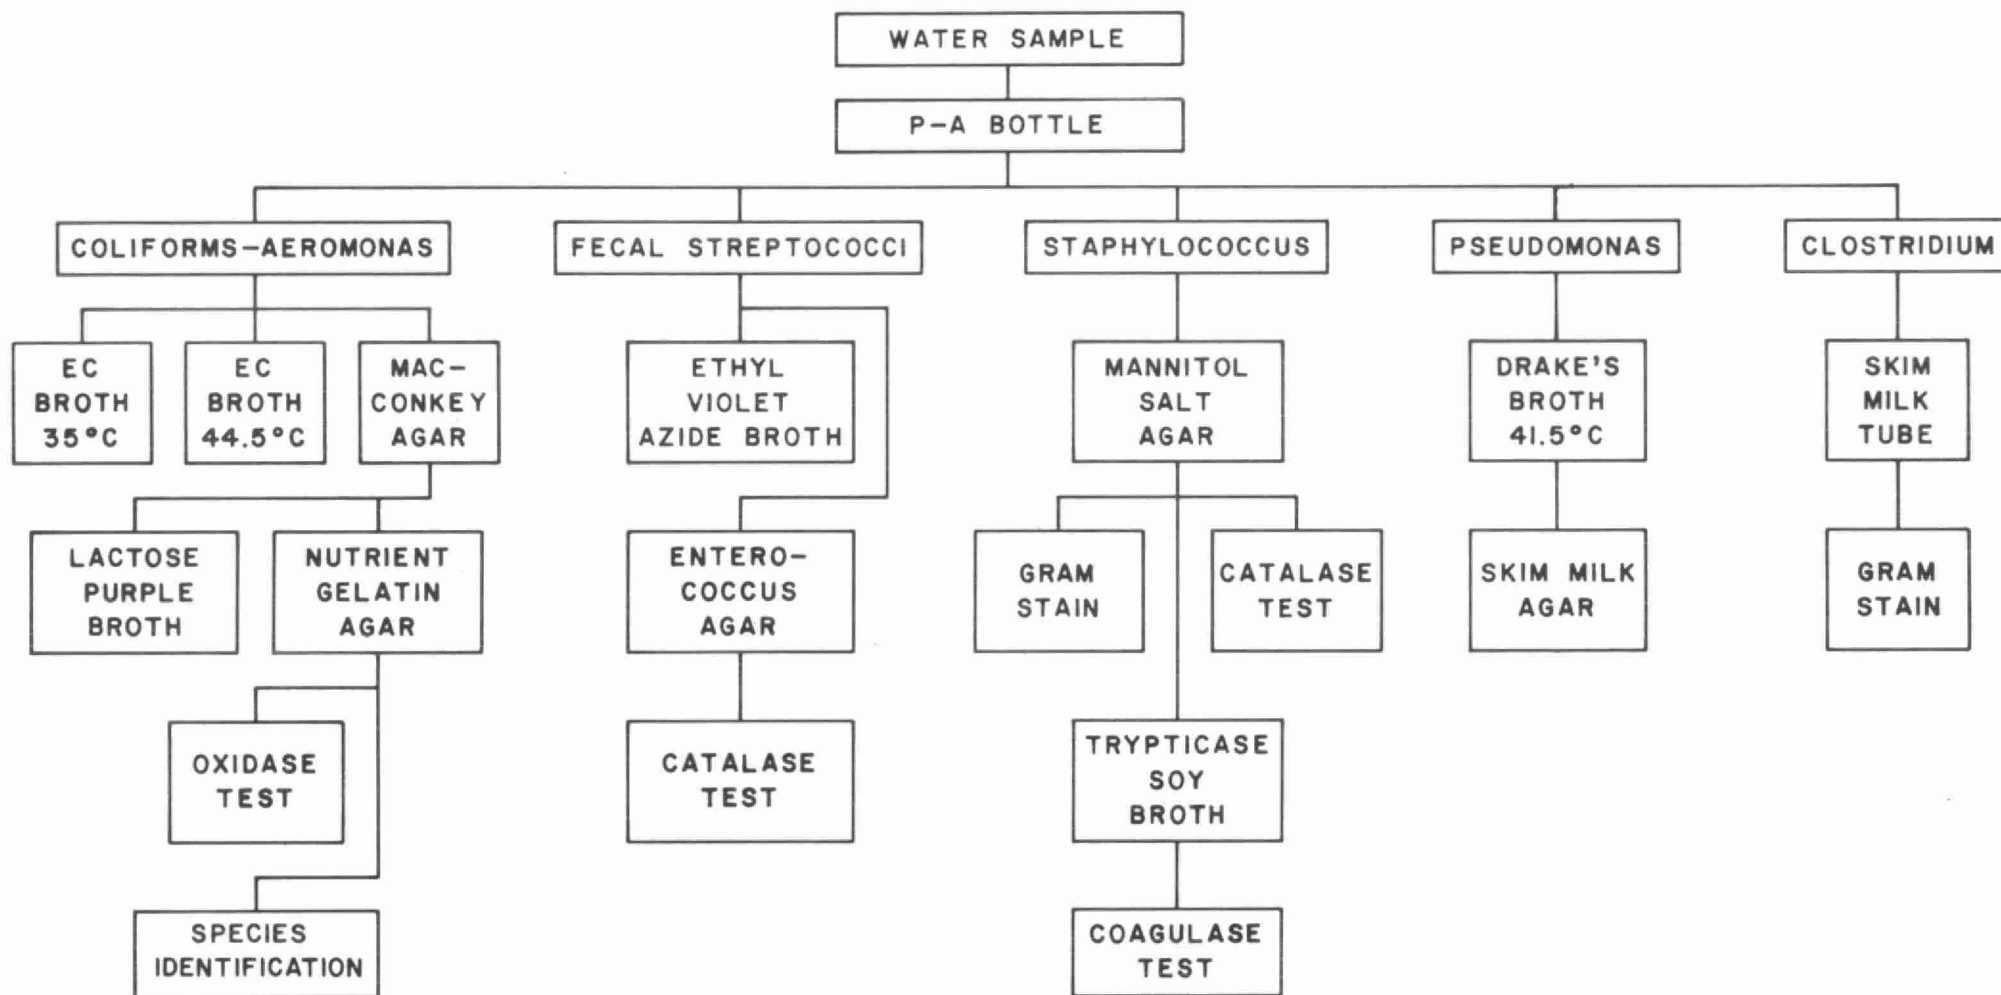 WATER SAMPLE
P-A BOTTLE
COLIFORMS-AEROMONAS
FECAL STREPTOCOCCI
STAPHYLOCOCCUS
PSEUDOMONAS
CLOSTRIDIUM
EC
BROTH
35°C
EC
BROTH
44.5°C
MAC-
CONKEY
AGAR
ETHYL
VIOLET
AZIDE BROTH
MANNITOL
SALT
AGAR
DRAKE'S
BROTH
41.5°C
SKIM
MILK
TUBE
LACTOSE
PURPLE
BROTH
NUTRIENT
GELATIN
AGAR
ENTERO-
COCCUS
AGAR
GRAM
STAIN
CATALASE
TEST
SKIM MILK
AGAR
GRAM
STAIN
OXIDASE
TEST
CATALASE
TEST
TRYPTICASE
SOY
BROTH
SPECIES
IDENTIFICATION
COAGULASE
TEST